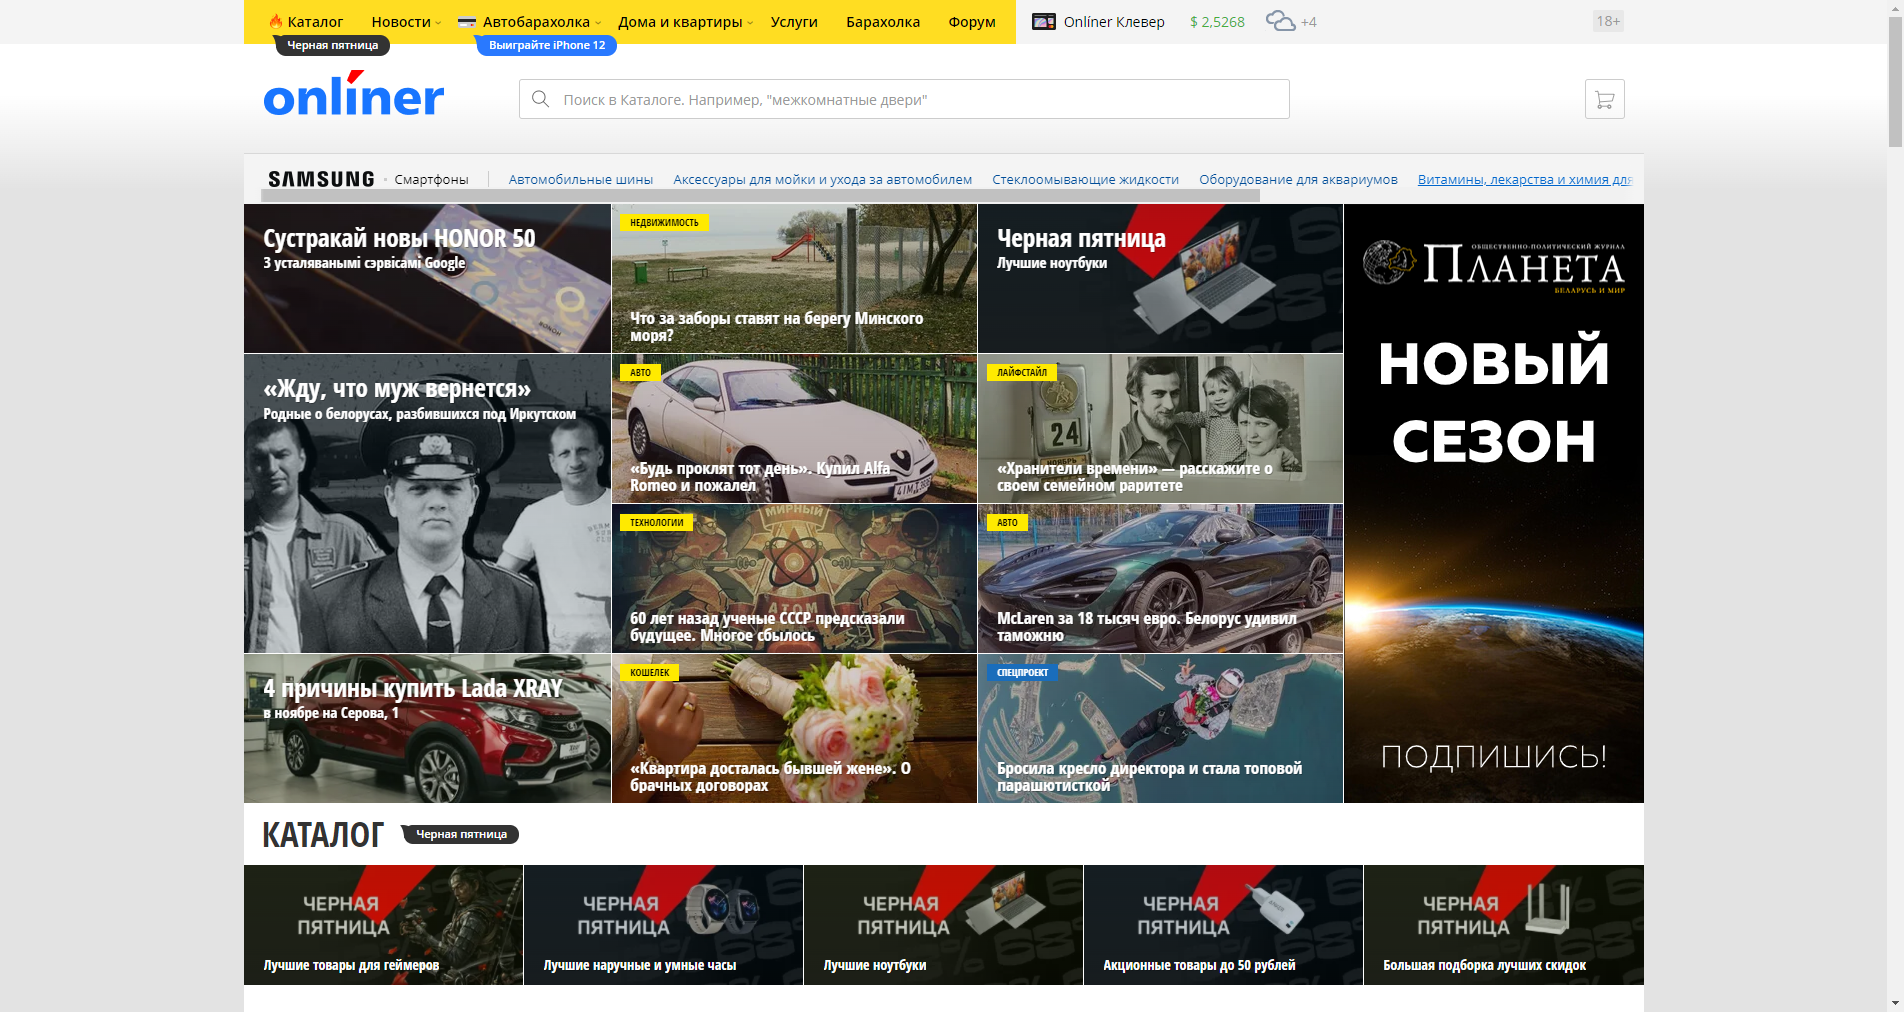 Каталог
Новости
Автобарахолка
Дома и квартиры
Услуги
Барахолка
Форум
Onlíner Клевер
$ 2,5268
+4
18+
Черная пятница
Выиграйте iPhone 12
onlíner
Поиск в Каталоге. Например, "межкомнатные двери"
SAMSUNG
Смартфоны
Автомобильные шины
Аксессуары для мойки и ухода за автомобилем
Стеклоомывающие жидкости
Оборудование для аквариумов
Витамины, лекарства и химия для
Сустракай новы HONOR 50
З усталяванымі сэрвісамі Google
HONOR
НЕДВИЖИМОСТЬ
Что за заборы ставят на берегу Минского
моря?
Черная пятница
Лучшие ноутбуки
ОБЩЕСТВЕННО-ПОЛИТИЧЕСКИЙ ЖУРНАЛ
ПЛАНЕТА
БЕЛАРУСЬ И МИР
НОВЫЙ
СЕЗОН
ПОДПИШИСЬ!
«Жду, что муж вернется»
Родные о белорусах, разбившихся под Иркутском
АВТО
«Будь проклят тот день». Купил Alfa
Romeo и пожалел
ЛАЙФСТАЙЛ
24
НОЯБРЬ
«Хранители времени» — расскажите о
своем семейном раритете
ТЕХНОЛОГИИ
МИРНЫЙ
АТОМ
60 лет назад ученые СССР предсказали
будущее. Многое сбылось
АВТО
McLaren за 18 тысяч евро. Белорус удивил
таможню
4 причины купить Lada XRAY
в ноябре на Серова, 1
КОШЕЛЕК
«Квартира досталась бывшей жене». О
брачных договорах
СПЕЦПРОЕКТ
Бросила кресло директора и стала топовой
парашютисткой
КАТАЛОГ
Черная пятница
ЧЕРНАЯ
ПЯТНИЦА
Лучшие товары для геймеров
ЧЕРНАЯ
ПЯТНИЦА
Лучшие наручные и умные часы
ЧЕРНАЯ
ПЯТНИЦА
Лучшие ноутбуки
ЧЕРНАЯ
ПЯТНИЦА
Акционные товары до 50 рублей
ЧЕРНАЯ
ПЯТНИЦА
Большая подборка лучших скидок